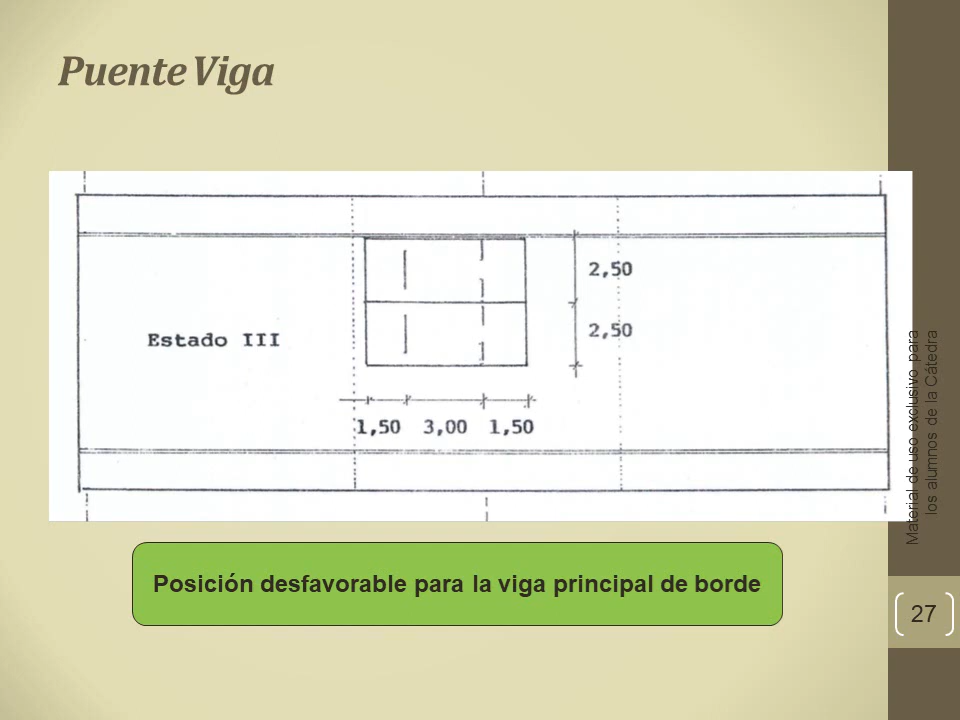 Puente Viga
2,50
2,50
Estado III
1,50 3,00 1,50
Posición desfavorable para la viga principal de borde
Material de uso exclusivo para
los alumnos de la Cátedra
27